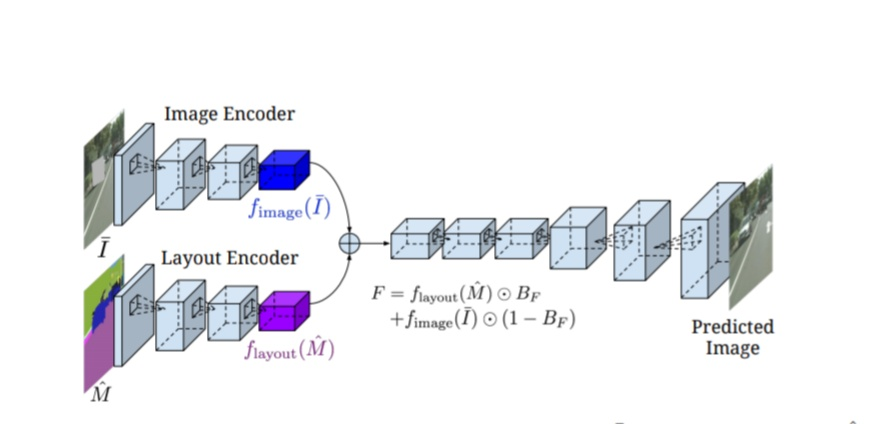 Image Encoder
f_image(Ī)
Ī
Layout Encoder
f_layout(M̂)
M̂
⊕
F = f_layout(M̂) ⊙ B_F
+f_image(Ī) ⊙ (1 − B_F)
Predicted
Image